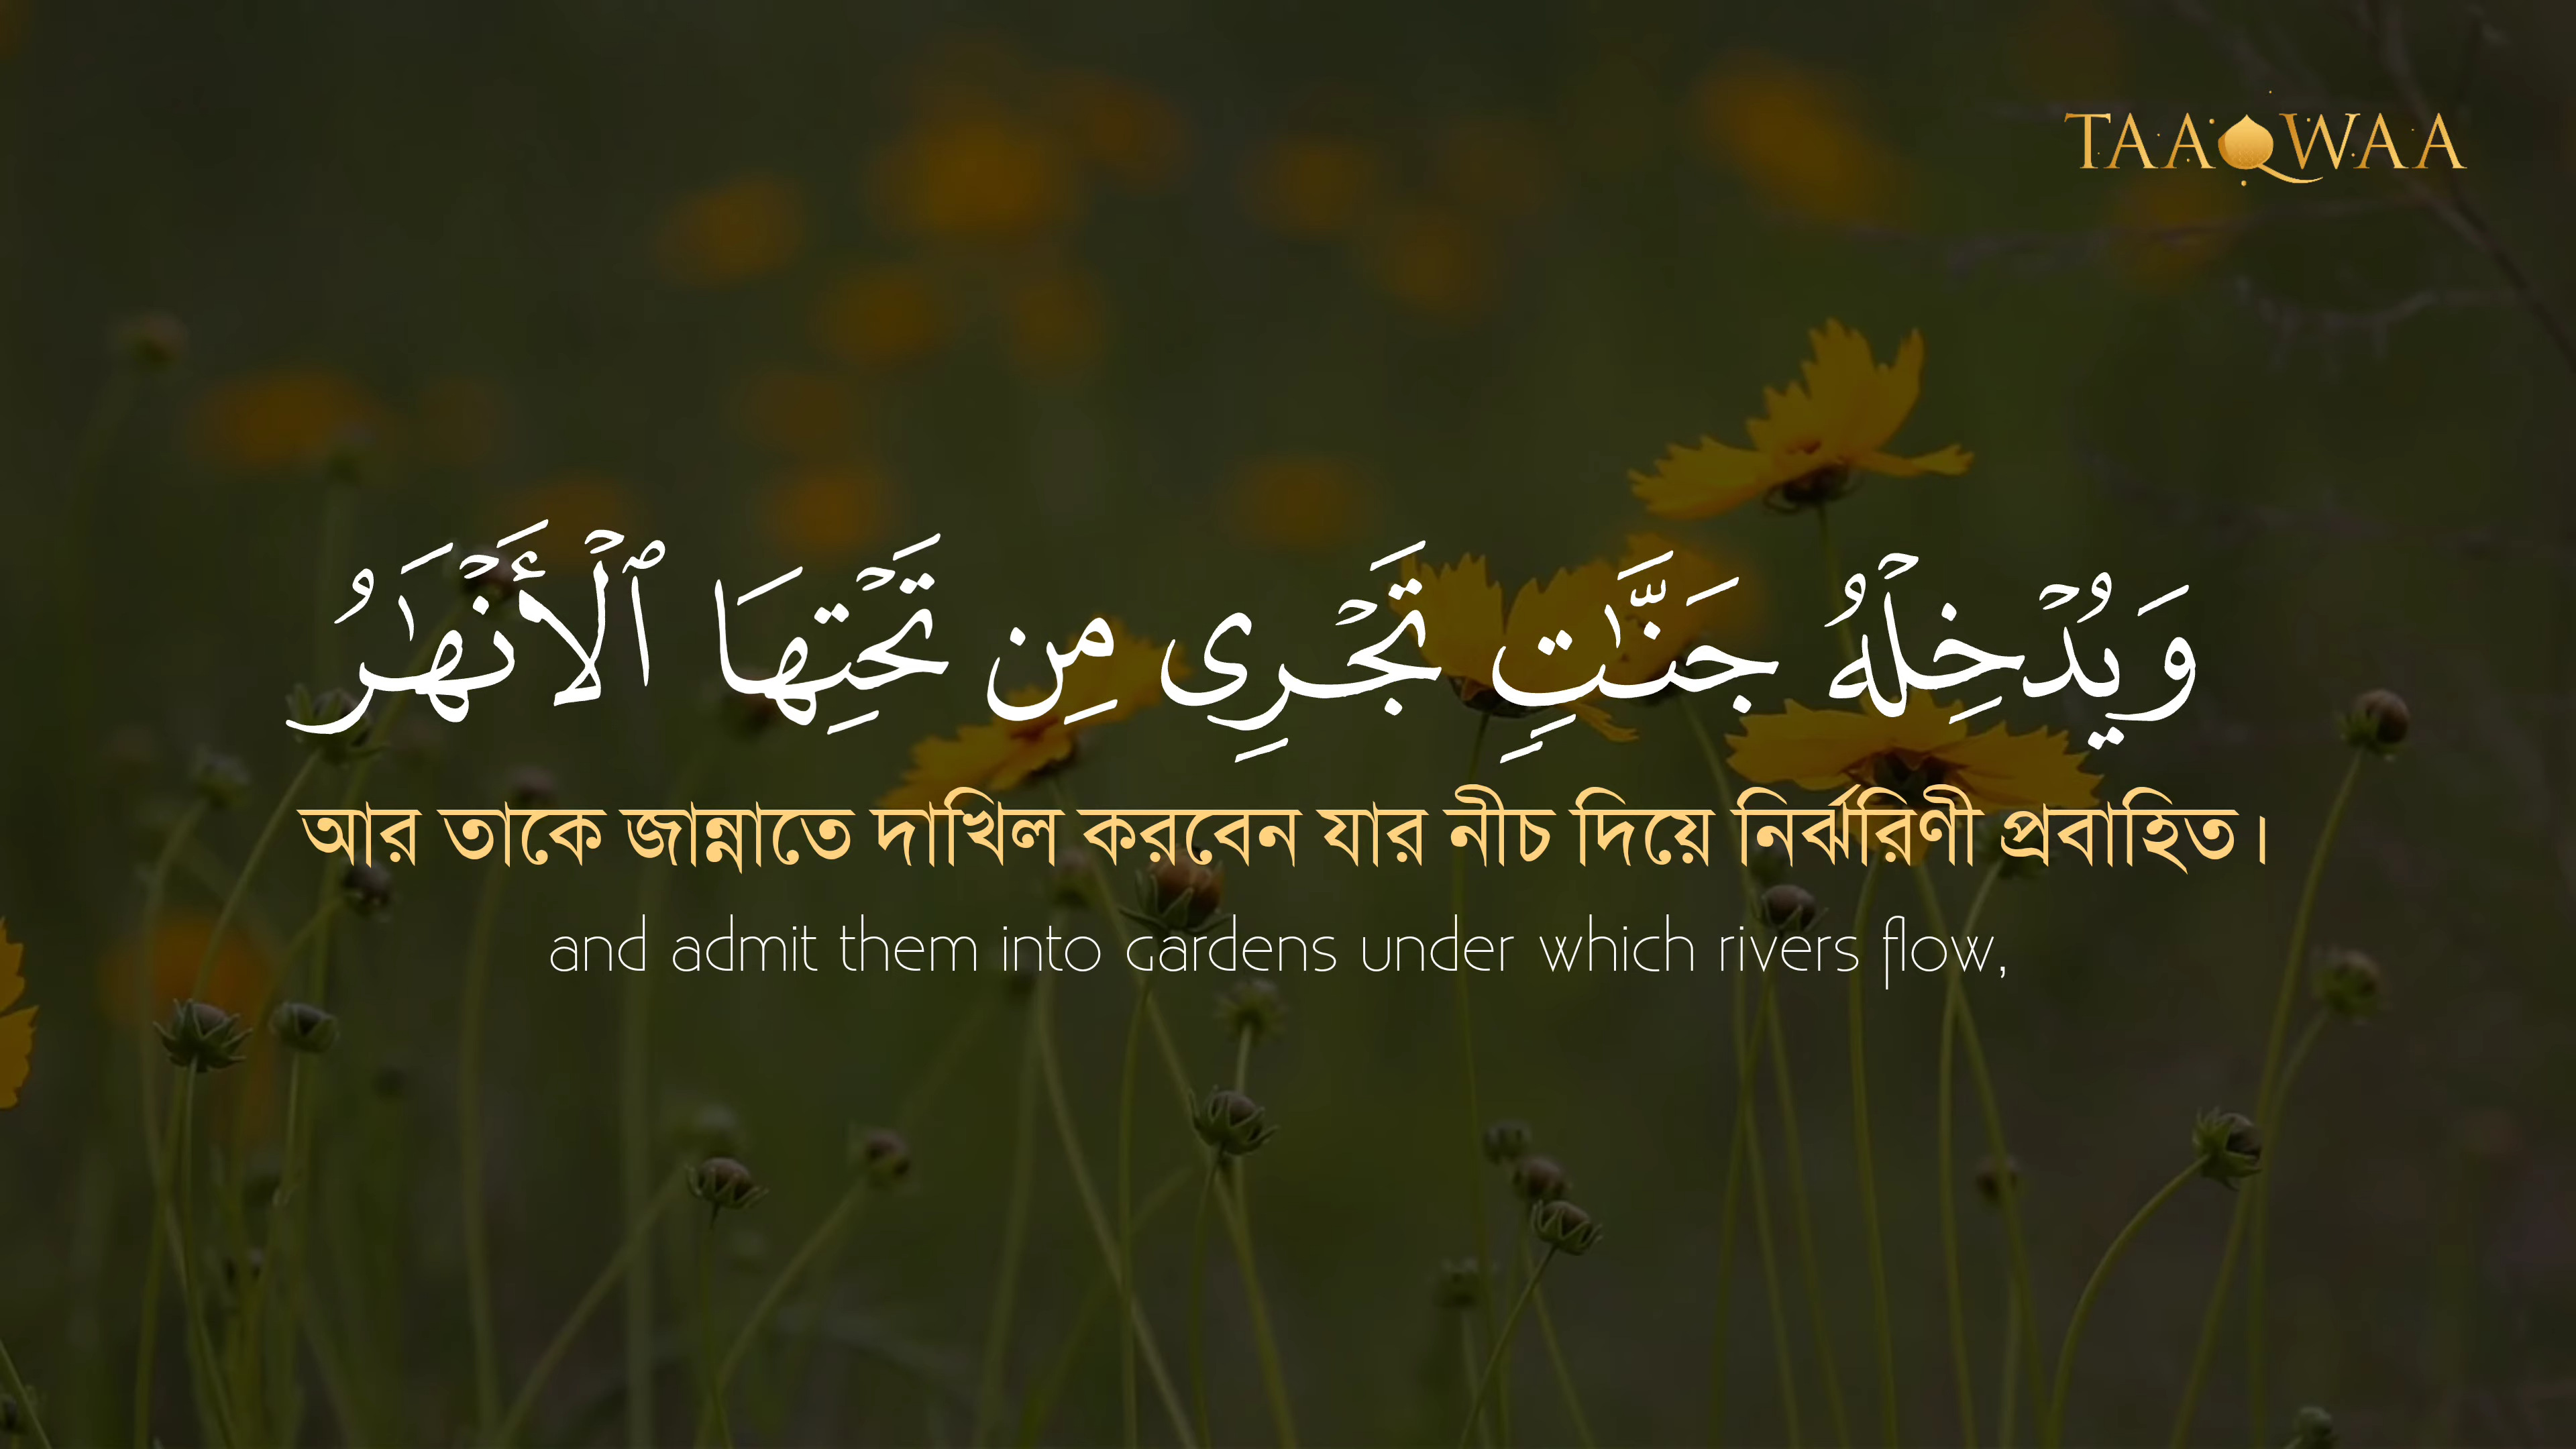 TAAQWAA
وَيُدْخِلْهُ جَنَّـٰتٍ تَجْرِى مِن تَحْتِهَا ٱلْأَنْهَـٰرُ
আর তাকে জান্নাতে দাখিল করবেন যার নীচ দিয়ে নির্ঝরিণী প্রবাহিত।
and admit them into gardens under which rivers flow,